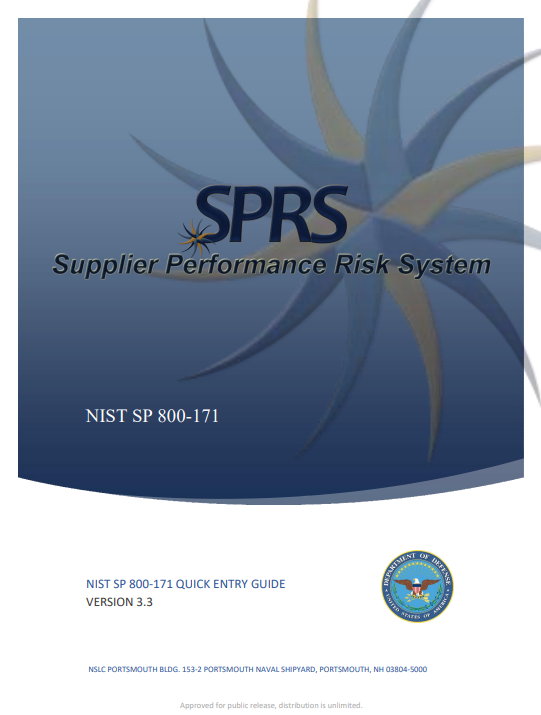 SPRS
Supplier Performance Risk System
NIST SP 800-171
DEPARTMENT OF DEFENSE
UNITED STATES OF AMERICA
NIST SP 800-171 QUICK ENTRY GUIDE
VERSION 3.3
NSLC PORTSMOUTH BLDG. 153-2 PORTSMOUTH NAVAL SHIPYARD, PORTSMOUTH, NH 03804-5000
Approved for public release, distribution is unlimited.